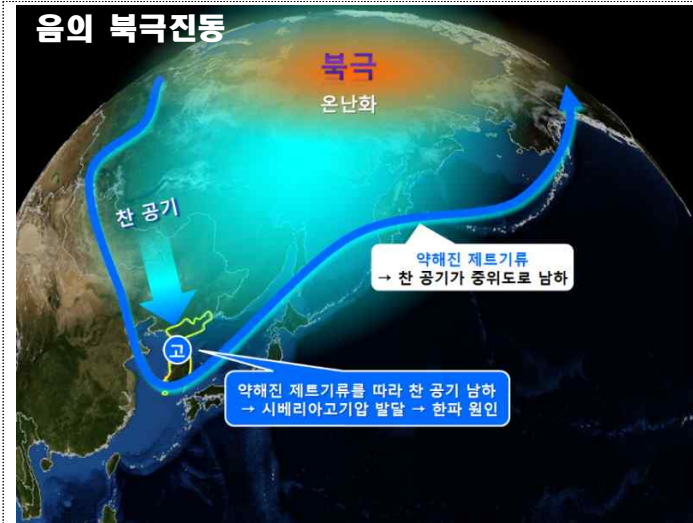 음의 북극진동
북극
온난화
찬 공기
약해진 제트기류
→ 찬 공기가 중위도로 남하
고
약해진 제트기류를 따라 찬 공기 남하
→ 시베리아고기압 발달 → 한파 원인